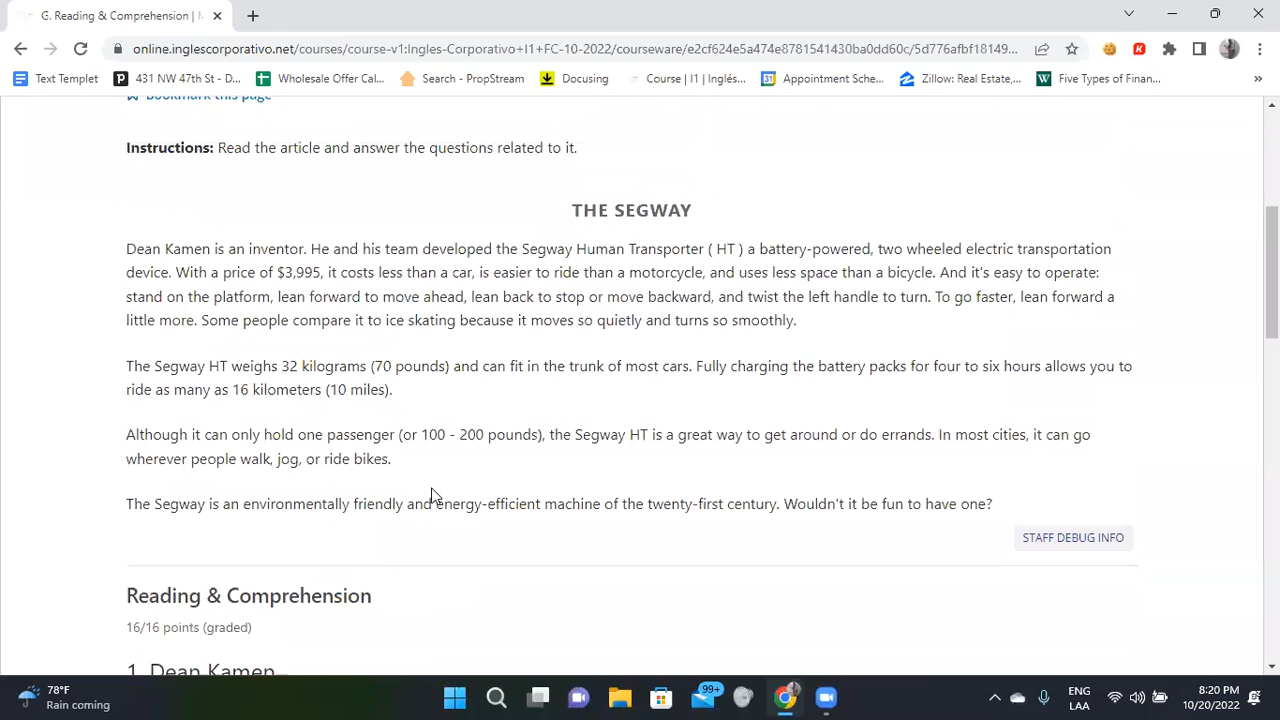 G. Reading & Comprehension |
online.inglescorporativo.net/courses/course-v1:Ingles-Corporativo+I1+FC-10-2022/courseware/e2cf624e5a474e8781541430ba0dd60c/5d776afbf18149...
Text Templet
431 NW 47th St - D...
Wholesale Offer Cal...
Search - PropStream
Docusing
Course | I1 | Inglés...
Appointment Sche...
Zillow: Real Estate,...
Five Types of Finan...
»
Bookmark this page
Instructions: Read the article and answer the questions related to it.
THE SEGWAY
Dean Kamen is an inventor. He and his team developed the Segway Human Transporter ( HT ) a battery-powered, two wheeled electric transportation
device. With a price of $3,995, it costs less than a car, is easier to ride than a motorcycle, and uses less space than a bicycle. And it's easy to operate:
stand on the platform, lean forward to move ahead, lean back to stop or move backward, and twist the left handle to turn. To go faster, lean forward a
little more. Some people compare it to ice skating because it moves so quietly and turns so smoothly.
The Segway HT weighs 32 kilograms (70 pounds) and can fit in the trunk of most cars. Fully charging the battery packs for four to six hours allows you to
ride as many as 16 kilometers (10 miles).
Although it can only hold one passenger (or 100 - 200 pounds), the Segway HT is a great way to get around or do errands. In most cities, it can go
wherever people walk, jog, or ride bikes.
The Segway is an environmentally friendly and energy-efficient machine of the twenty-first century. Wouldn't it be fun to have one?
STAFF DEBUG INFO
Reading & Comprehension
16/16 points (graded)
1. Dean Kamen
78°F
Rain coming
99+
ENG
LAA
8:20 PM
10/20/2022